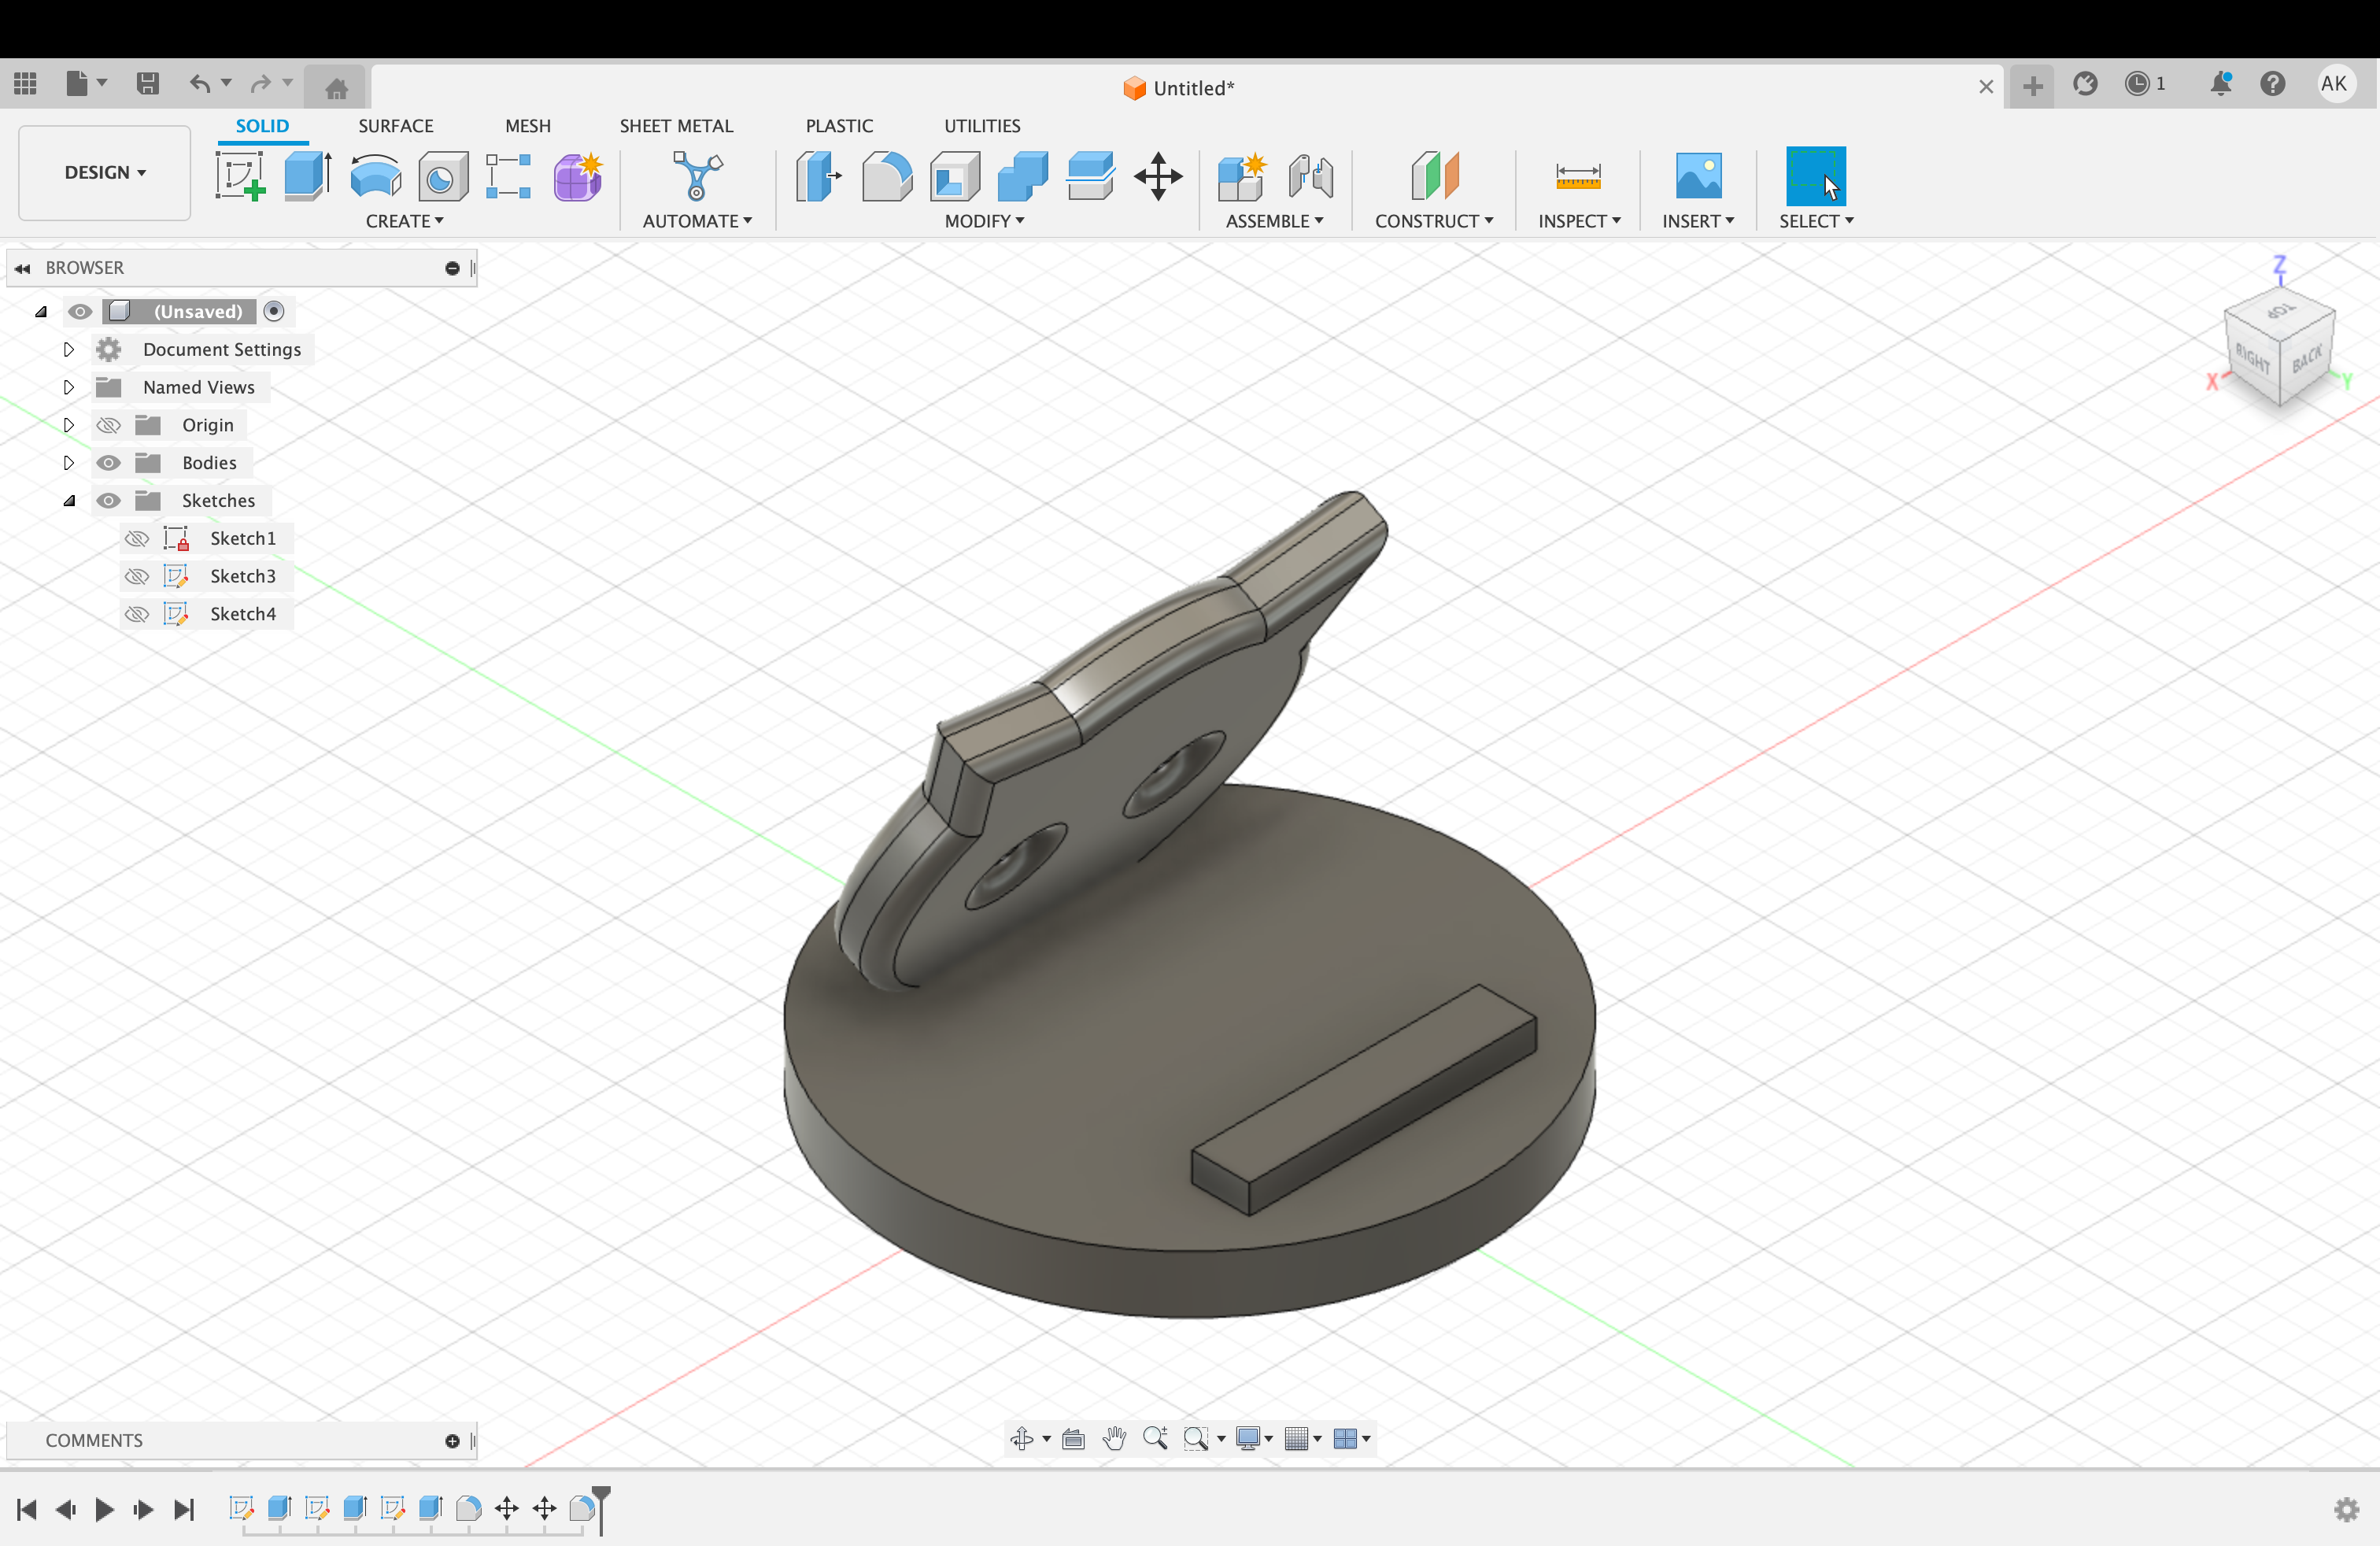 Untitled*
1
AK
DESIGN
SOLID
SURFACE
MESH
SHEET METAL
PLASTIC
UTILITIES
CREATE
AUTOMATE
MODIFY
ASSEMBLE
CONSTRUCT
INSPECT
INSERT
SELECT
BROWSER
(Unsaved)
Document Settings
Named Views
Origin
Bodies
Sketches
Sketch1
Sketch3
Sketch4
Z
TOP
RIGHT
BACK
X
Y
COMMENTS